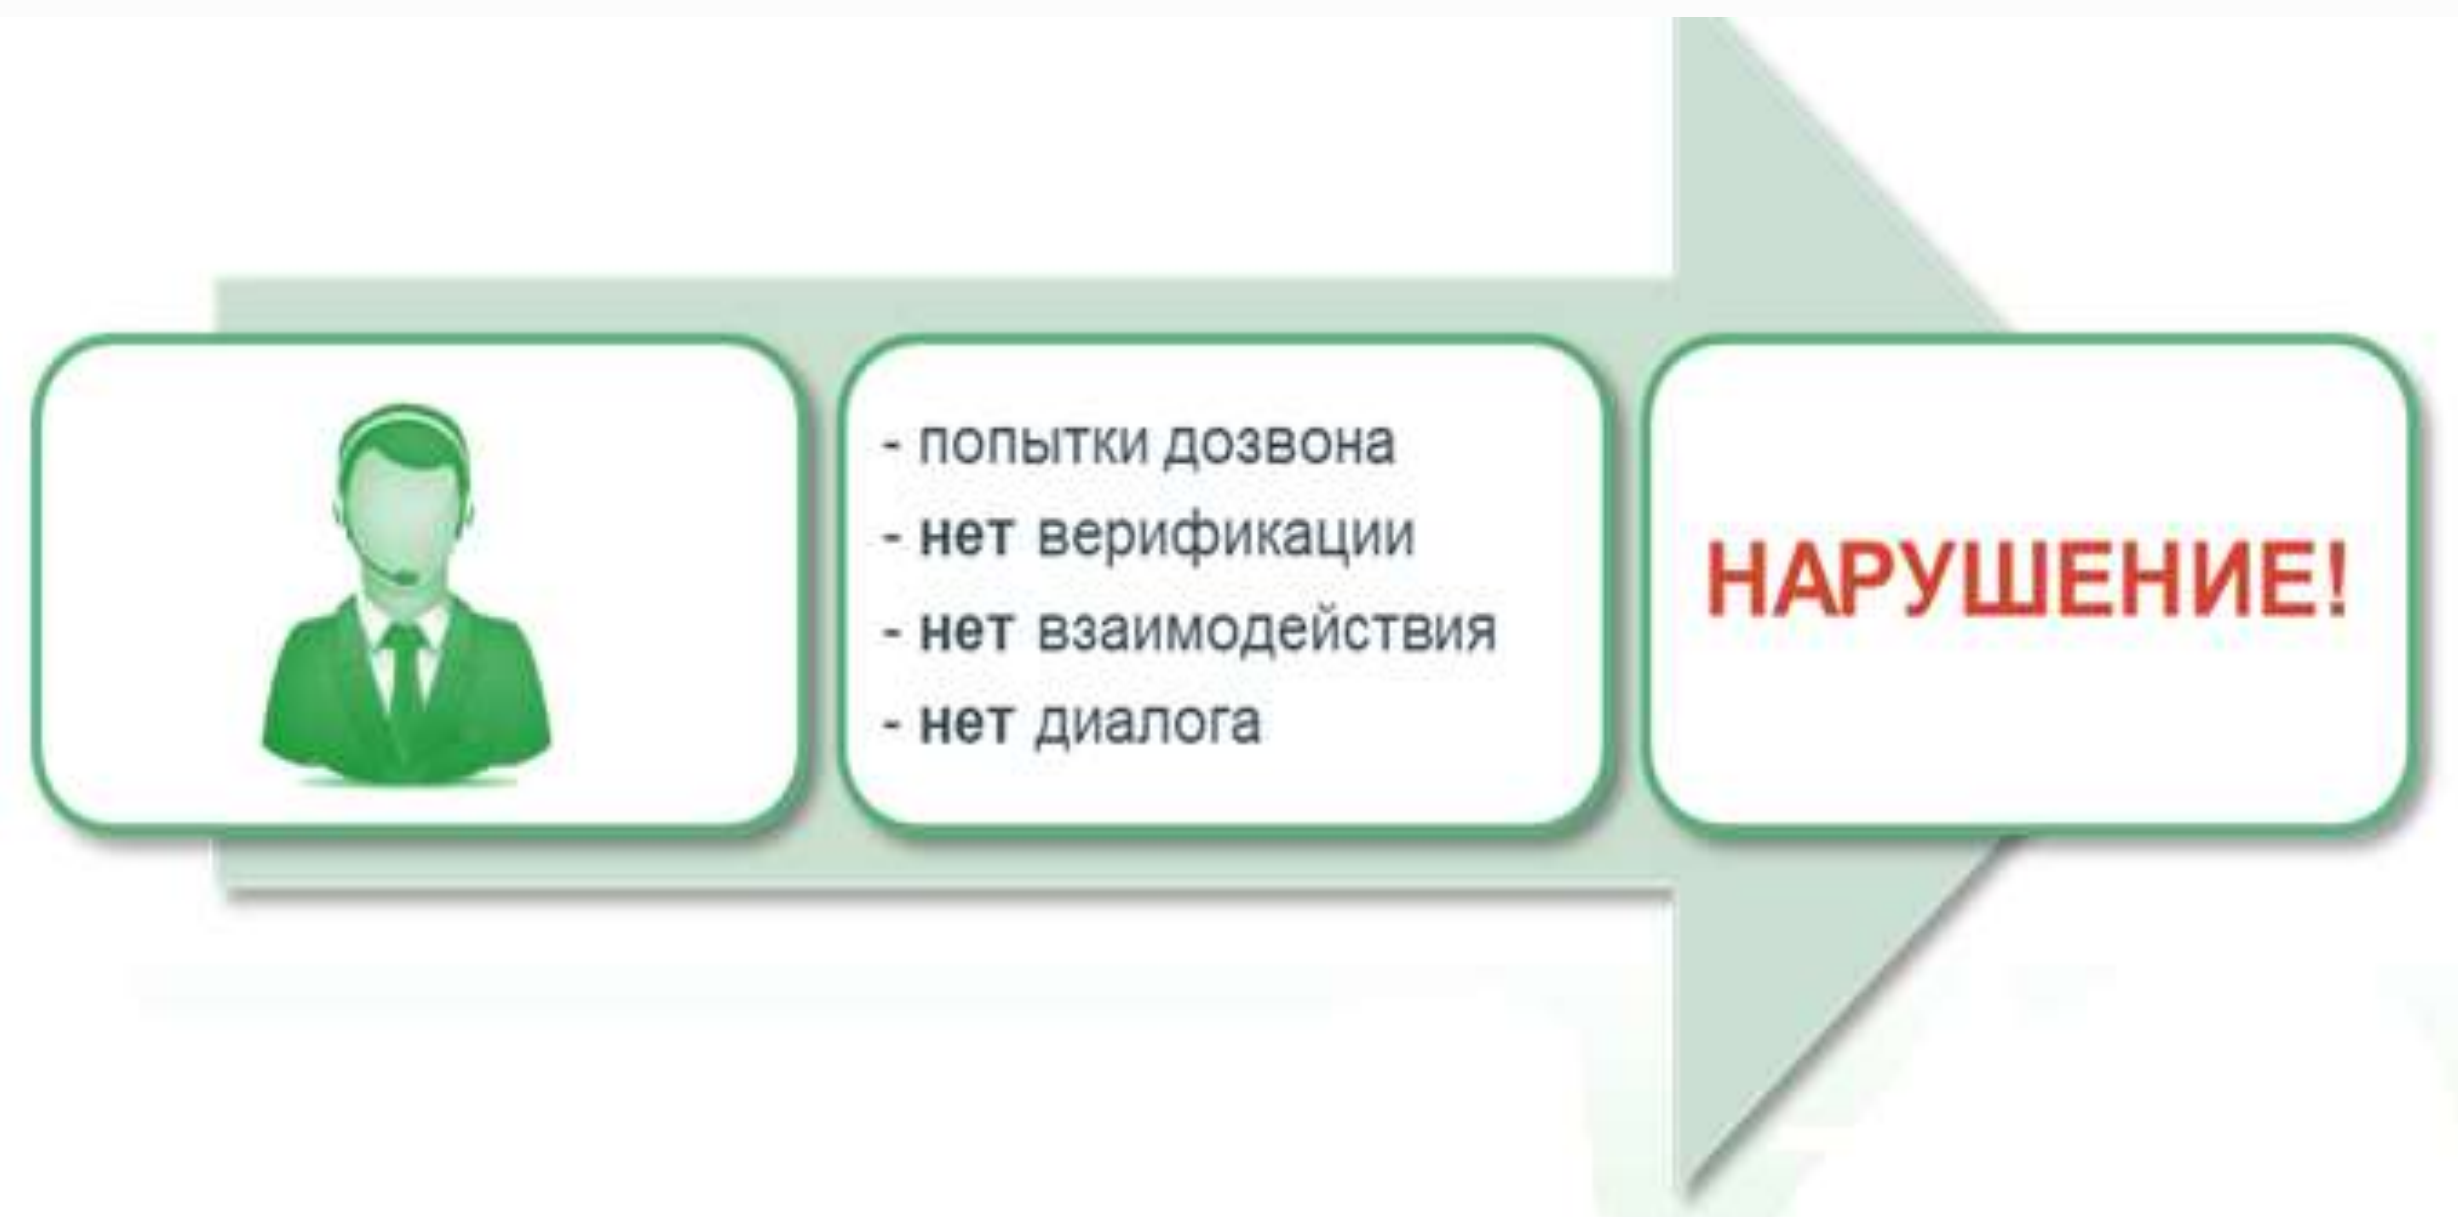 - попытки дозвона
- нет верификации
- нет взаимодействия
- нет диалога
НАРУШЕНИЕ!